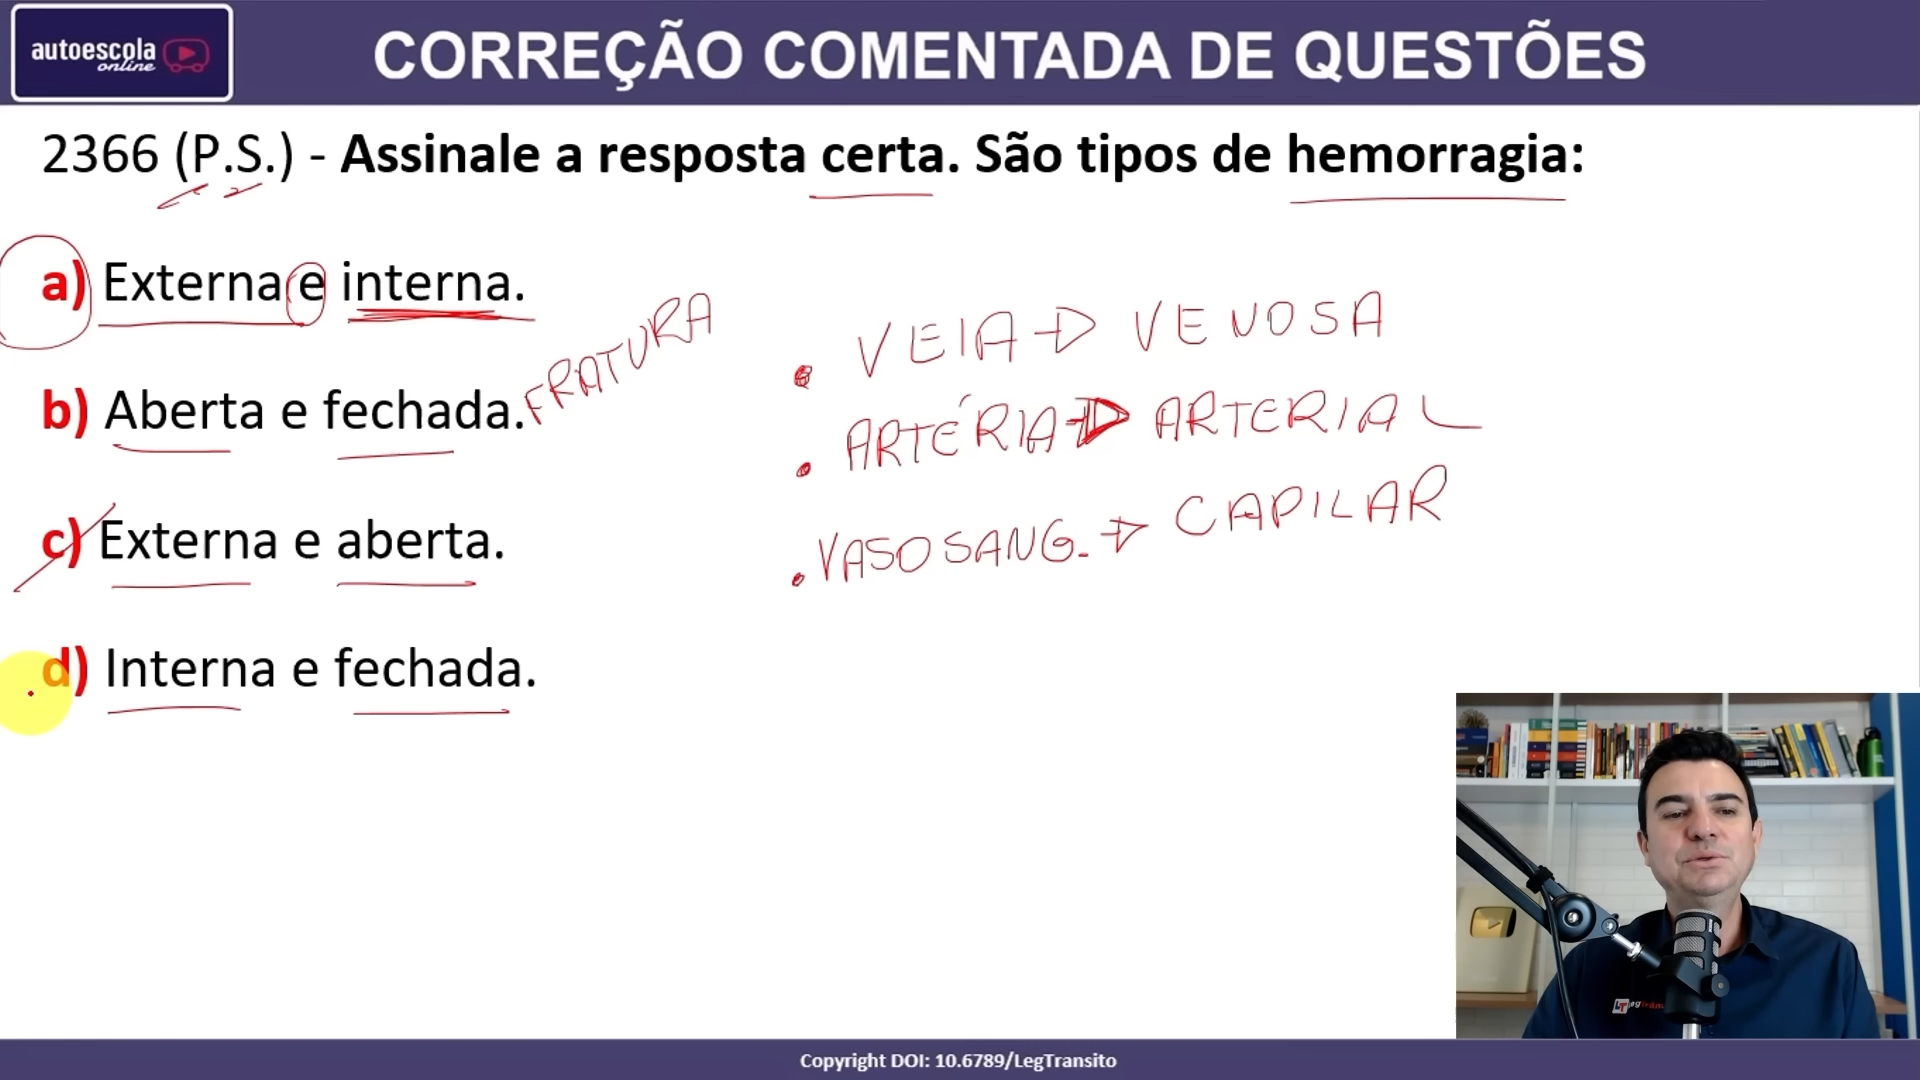 autoescola
online
CORREÇÃO COMENTADA DE QUESTÕES
2366 (P.S.) - Assinale a resposta certa. São tipos de hemorragia:
a) Externa e interna.
b) Aberta e fechada.
FRATURA
c) Externa e aberta.
d) Interna e fechada.
VEIA → VENOSA
ARTÉRIA → ARTERIAL
VASO SANG. → CAPILAR
Copyright DOI: 10.6789/LegTransito